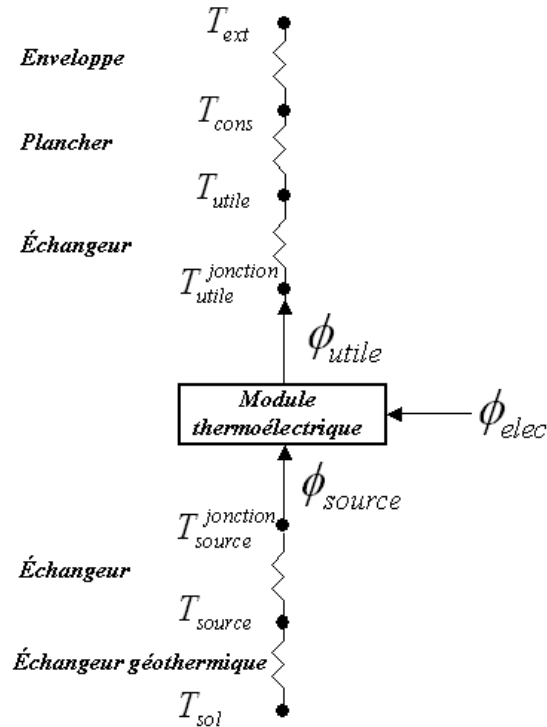 T_ext
Enveloppe
T_cons
Plancher
T_utile
Échangeur
T_utile^jonction
ϕ_utile
Module
thermoélectrique
ϕ_elec
ϕ_source
T_source^jonction
Échangeur
T_source
Échangeur géothermique
T_sol